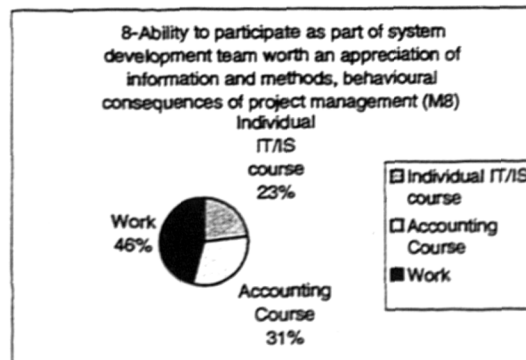 8-Ability to participate as part of system
development team worth an appreciation of
information and methods, behavioural
consequences of project management (M8)
Individual
IT/IS
course
23%
Work
46%
Accounting
Course
31%
Individual IT/IS
course
Accounting
Course
Work